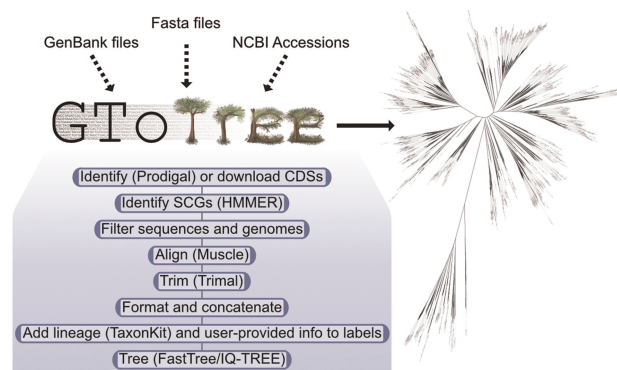 Fasta files
GenBank files
NCBI Accessions
GToTREE
Identify (Prodigal) or download CDSs
Identify SCGs (HMMER)
Filter sequences and genomes
Align (Muscle)
Trim (Trimal)
Format and concatenate
Add lineage (TaxonKit) and user-provided info to labels
Tree (FastTree/IQ-TREE)